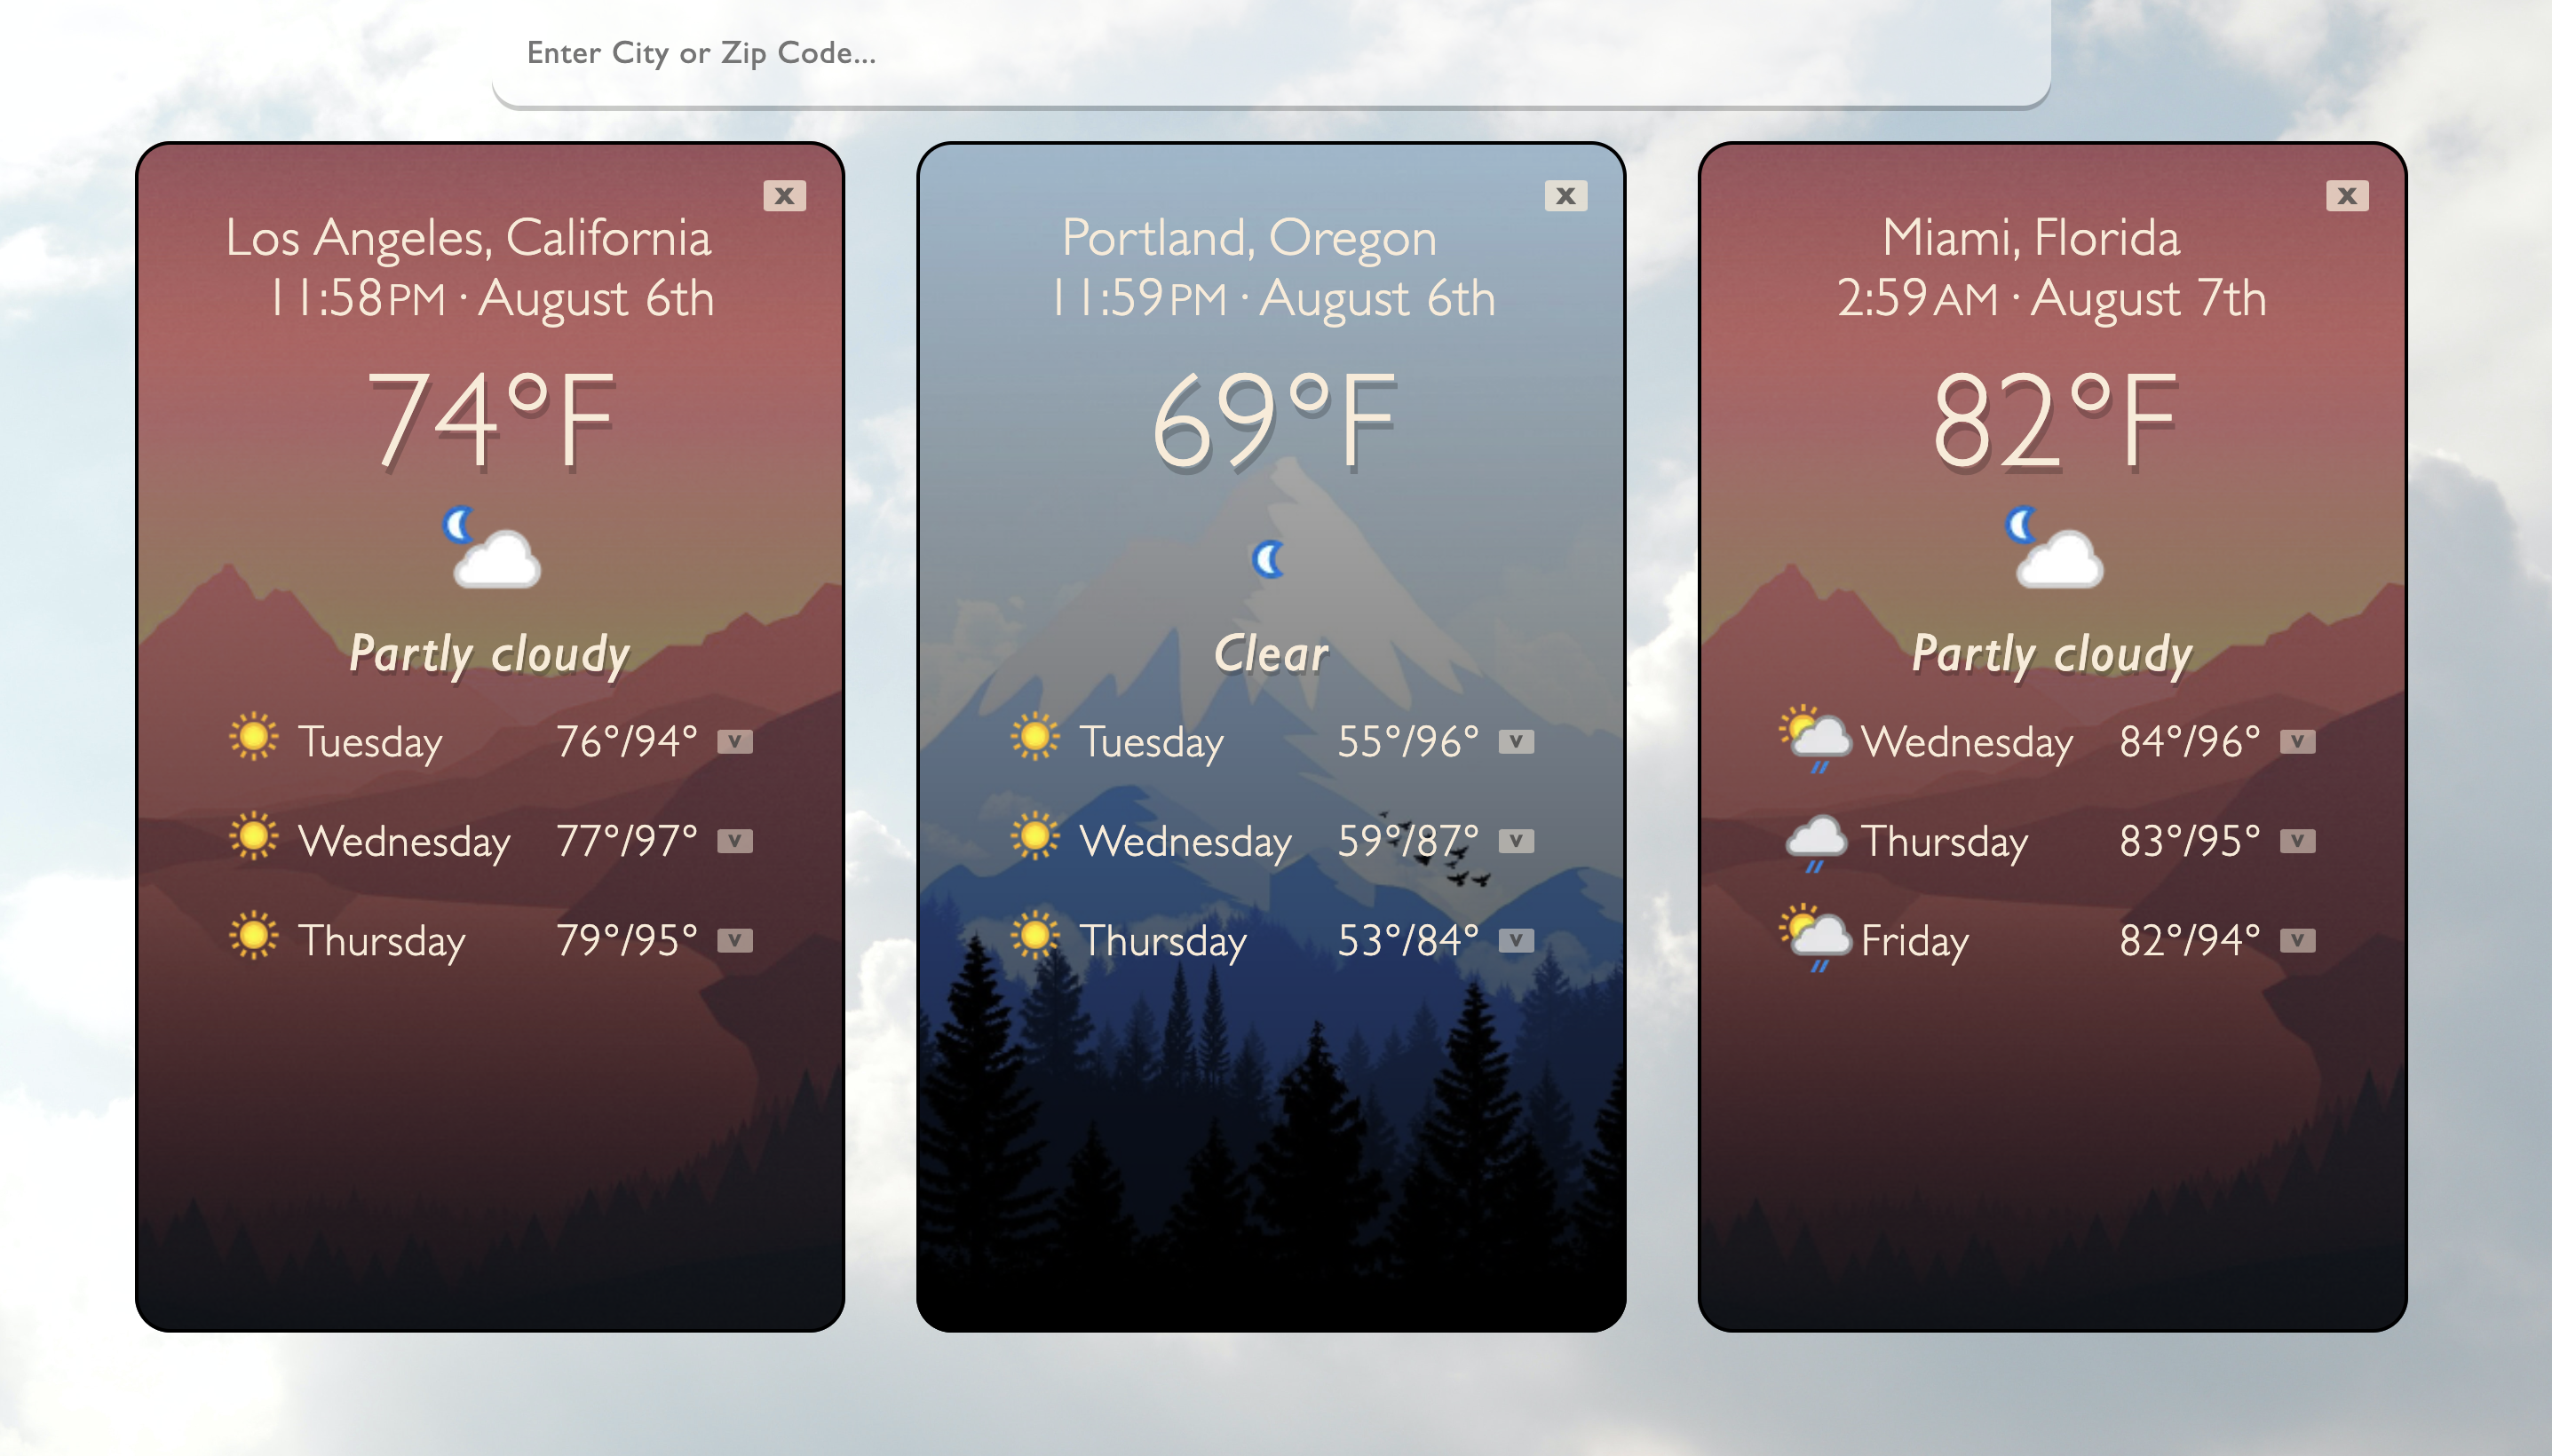 Enter City or Zip Code...
X
Los Angeles, California
11:58PM · August 6th
74°F
Partly cloudy
Tuesday 76°/94° v
Wednesday 77°/97° v
Thursday 79°/95° v
X
Portland, Oregon
11:59PM · August 6th
69°F
Clear
Tuesday 55°/96° v
Wednesday 59°/87° v
Thursday 53°/84° v
X
Miami, Florida
2:59AM · August 7th
82°F
Partly cloudy
Wednesday 84°/96° v
Thursday 83°/95° v
Friday 82°/94° v